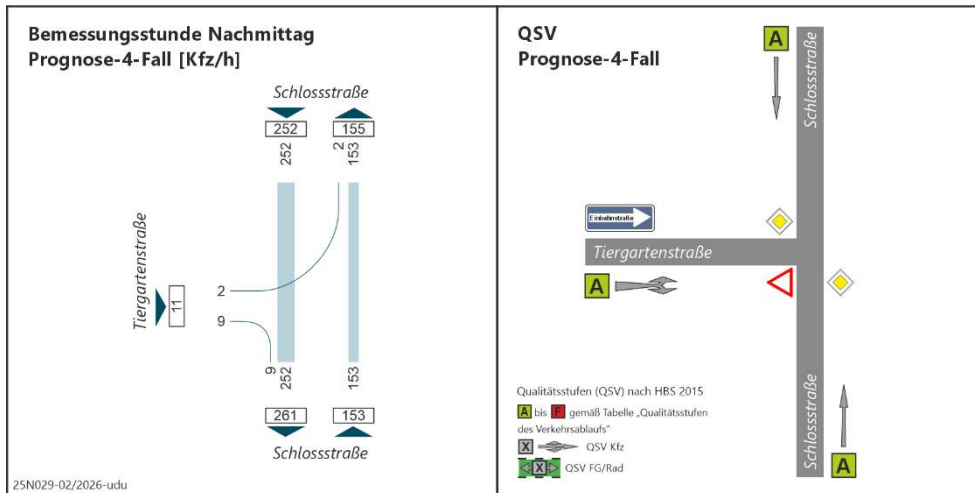 Bemessungsstunde Nachmittag
Prognose-4-Fall [Kfz/h]
Schlossstraße
252
155
252
2
153
Tiergartenstraße
11
2
9
9
252
153
261
153
Schlossstraße
25N029-02/2026-udu
QSV
Prognose-4-Fall
A
Schlossstraße
Einbahnstraße
Tiergartenstraße
A
Qualitätsstufen (QSV) nach HBS 2015
A bis F gemäß Tabelle „Qualitätsstufen
des Verkehrsablaufs"
X QSV Kfz
X QSV FG/Rad
Schlossstraße
A